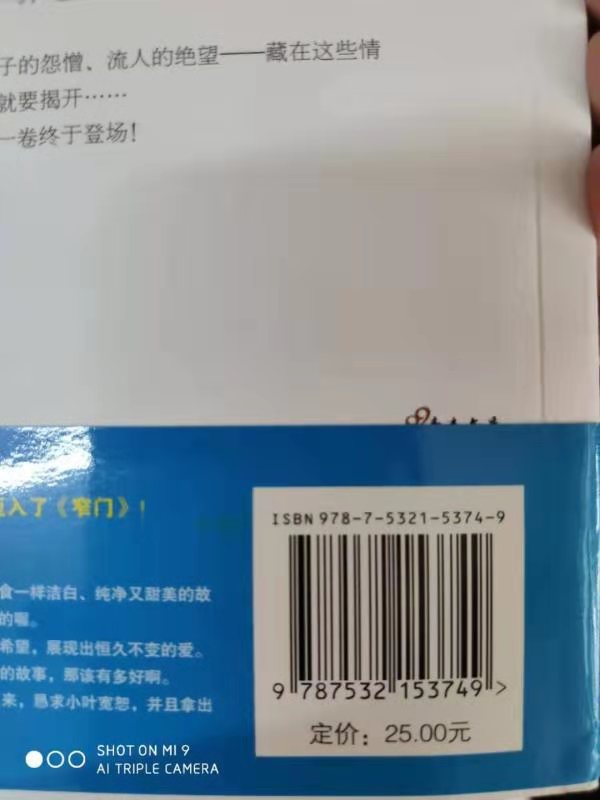 子的怨憎、流人的绝望——藏在这些情
就要揭开……
一卷终于登场！
入了《窄门》！
ISBN 978-7-5321-5374-9
食一样洁白、纯净又甜美的故
的喔。
希望，展现出恒久不变的爱。
的故事，那该有多好啊。
来，恳求小叶宽恕，并且拿出
9 787532 153749 >
定价：25.00元
SHOT ON MI 9
AI TRIPLE CAMERA